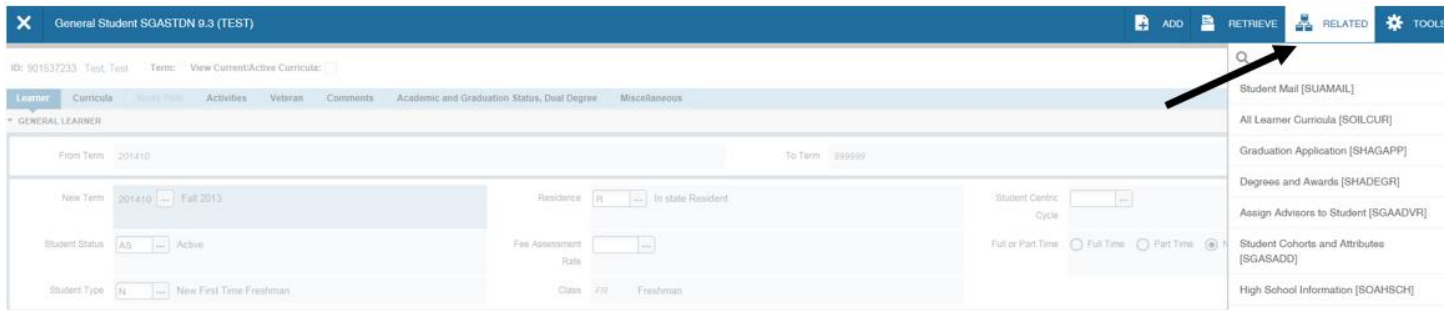 General Student SGASTDN 9.3 (TEST) ADD RETRIEVE RELATED TOOLS
ID: 901537233 Test, Test Term: View Current/Active Curricula:
Learner Curricula Study Path Activities Veteran Comments Academic and Graduation Status, Dual Degree Miscellaneous
GENERAL LEARNER
From Term 201410 To Term 999999
New Term 201410 ... Fall 2013 Residence R ... In state Resident Student Centric Cycle ...
Student Status AS ... Active Fee Assessment Rate ... Full or Part Time Full Time Part Time N
Student Type N ... New First Time Freshman Class FR Freshman
Student Mail [SUAMAIL]
All Learner Curricula [SOILCUR]
Graduation Application [SHAGAPP]
Degrees and Awards [SHADEGR]
Assign Advisors to Student [SGAADVR]
Student Cohorts and Attributes
[SGASADD]
High School Information [SOAHSCH]